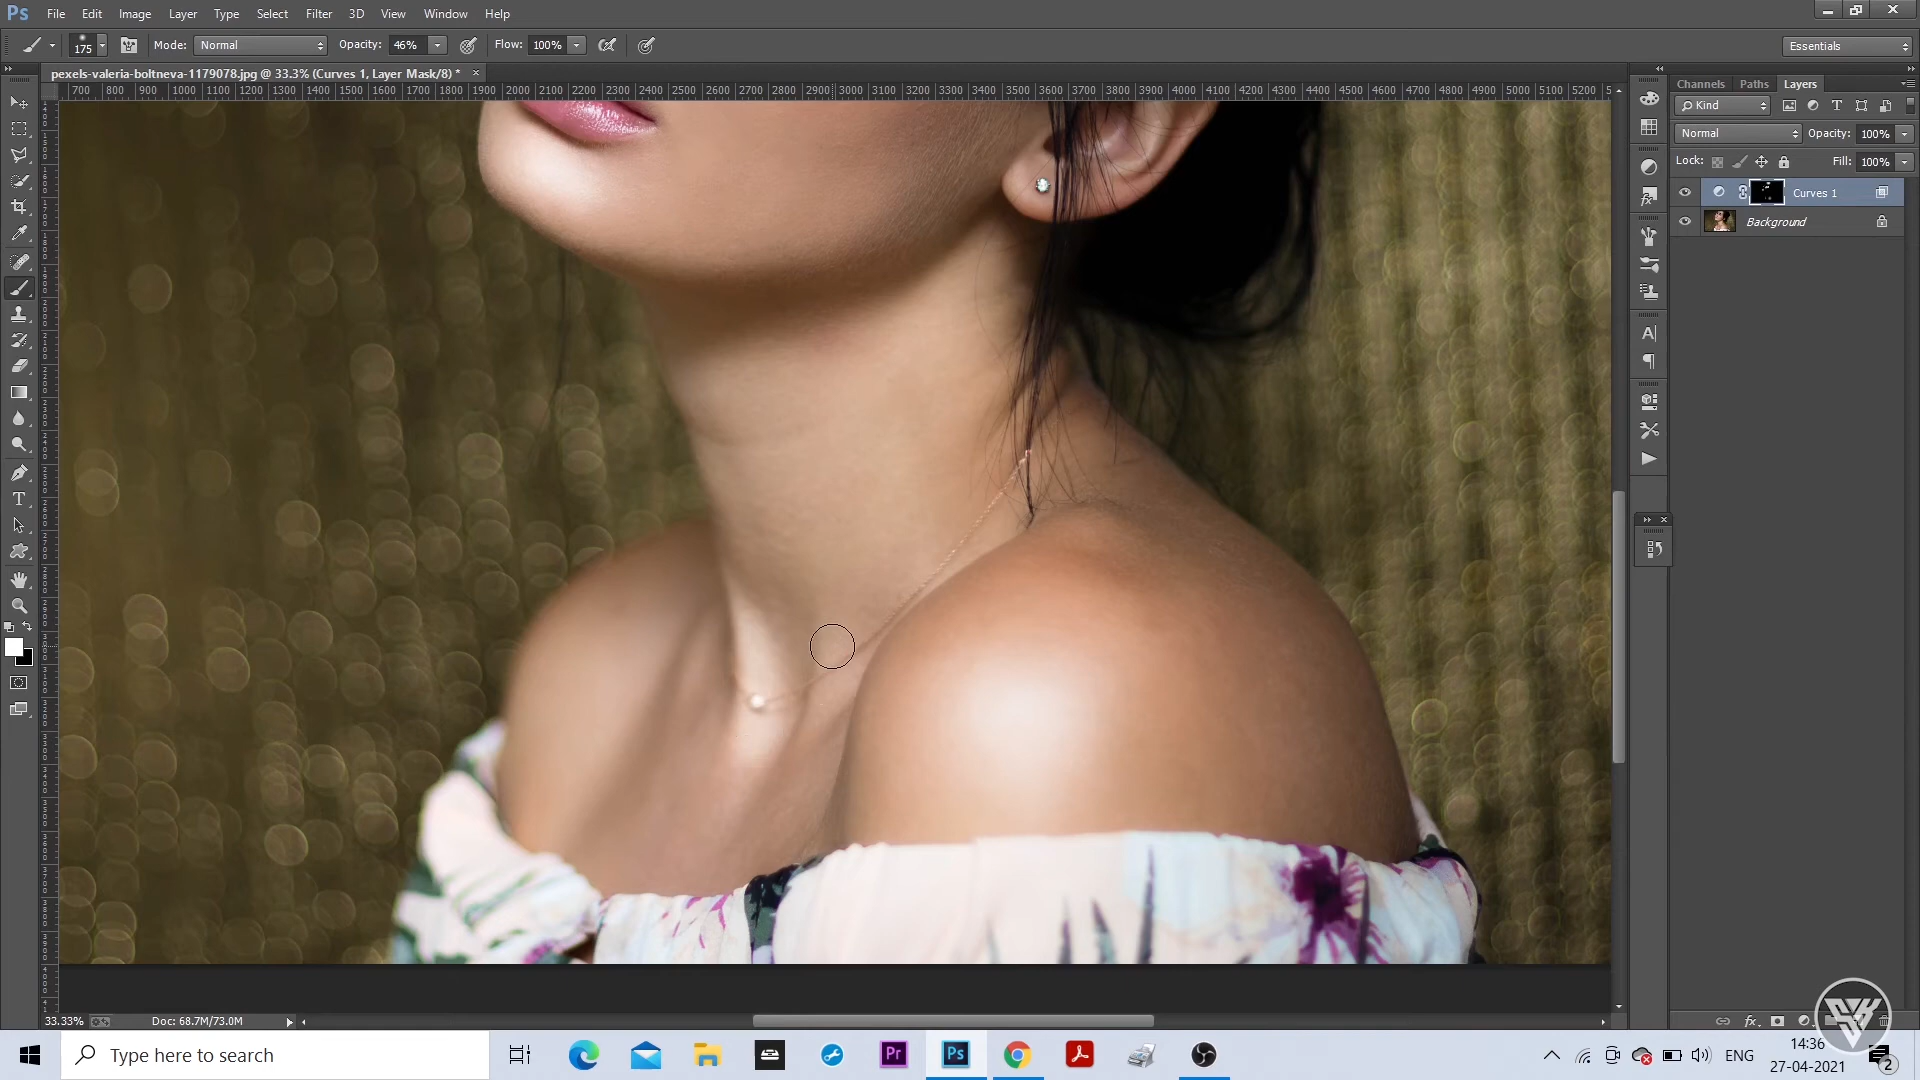 Ps File Edit Image Layer Type Select Filter 3D View Window Help
175 Mode: Normal Opacity: 46% Flow: 100% Essentials
pexels-valeria-boltneva-1179078.jpg @ 33.3% (Curves 1, Layer Mask/8) * ×
700 800 900 1000 1100 1200 1300 1400 1500 1600 1700 1800 1900 2000 2100 2200 2300 2400 2500 2600 2700 2800 2900 3000 3100 3200 3300 3400 3500 3600 3700 3800 3900 4000 4100 4200 4300 4400 4500 4600 4700 4800 4900 5000 5100 5200 5
Channels Paths Layers
Kind
Normal Opacity: 100%
Lock: Fill: 100%
Curves 1
Background
33.33% Doc: 68.7M/73.0M
Type here to search
Pr Ps
ENG
14:36
27-04-2021
2